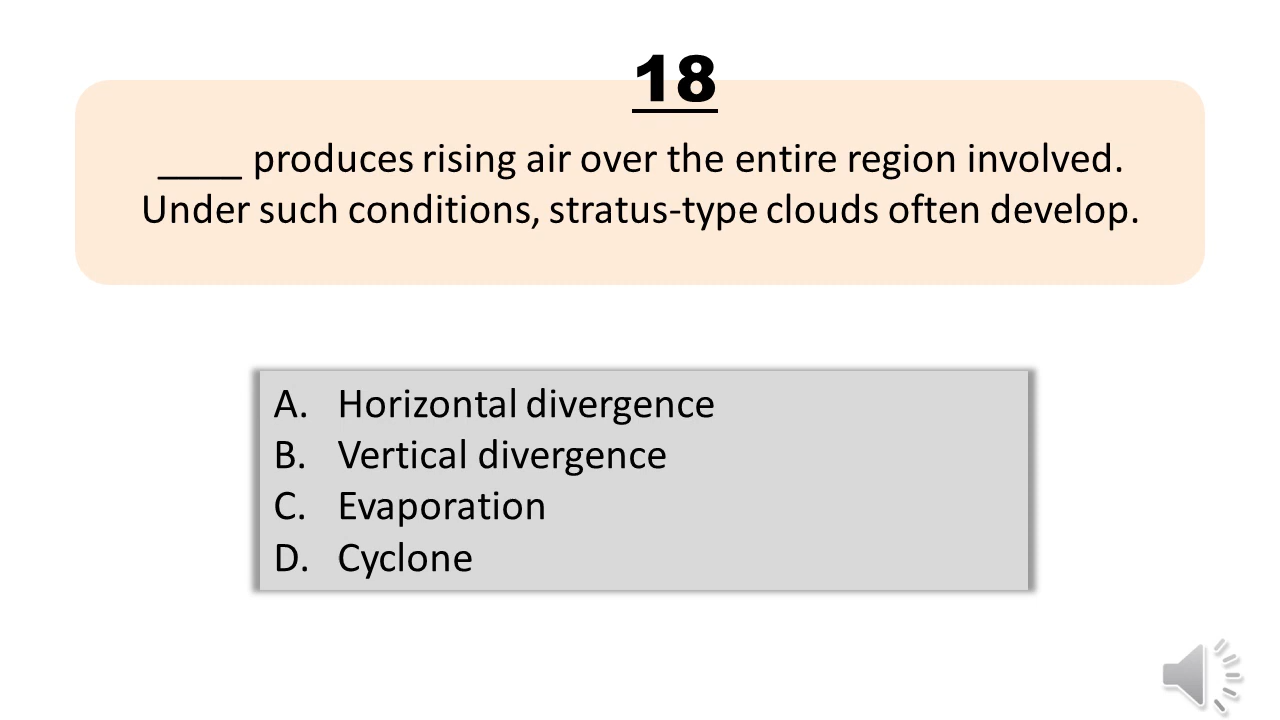 18
____ produces rising air over the entire region involved.
Under such conditions, stratus-type clouds often develop.
A. Horizontal divergence
B. Vertical divergence
C. Evaporation
D. Cyclone